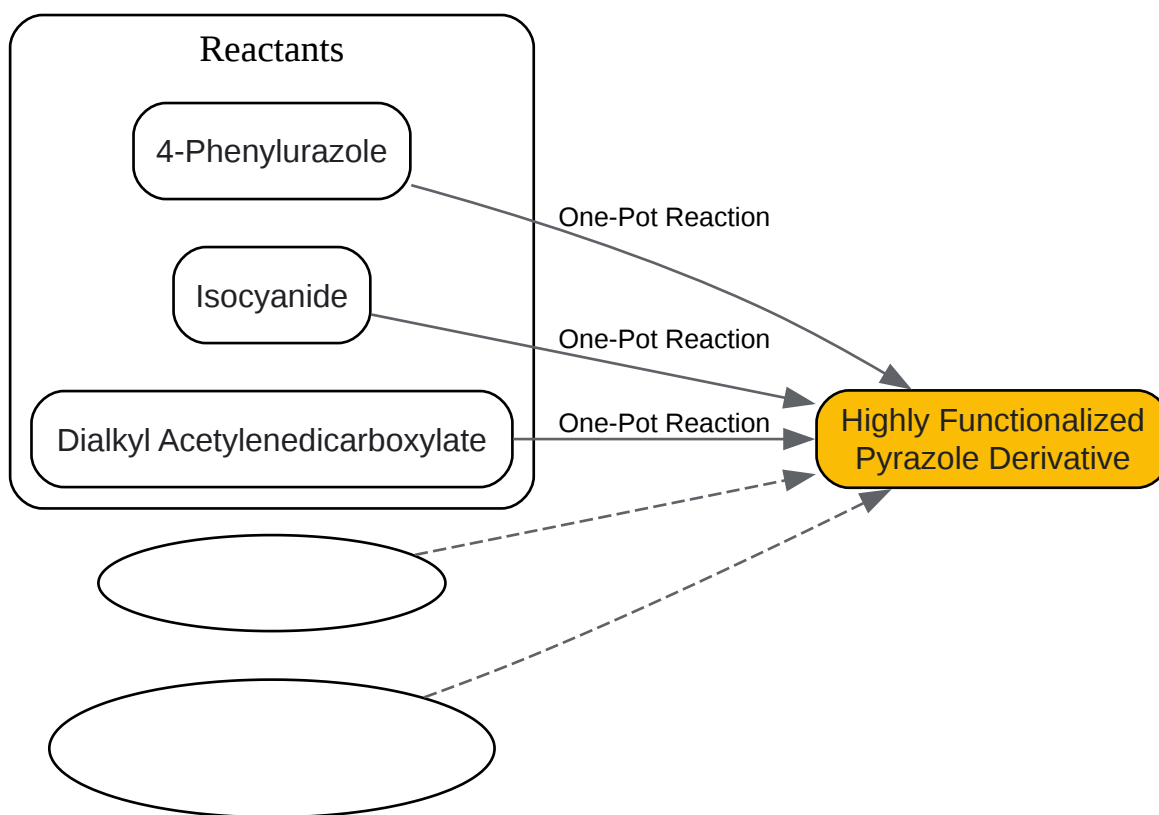 Reactants
4-Phenylurazole
One-Pot Reaction
Isocyanide
One-Pot Reaction
Dialkyl Acetylenedicarboxylate
One-Pot Reaction
Highly Functionalized
Pyrazole Derivative